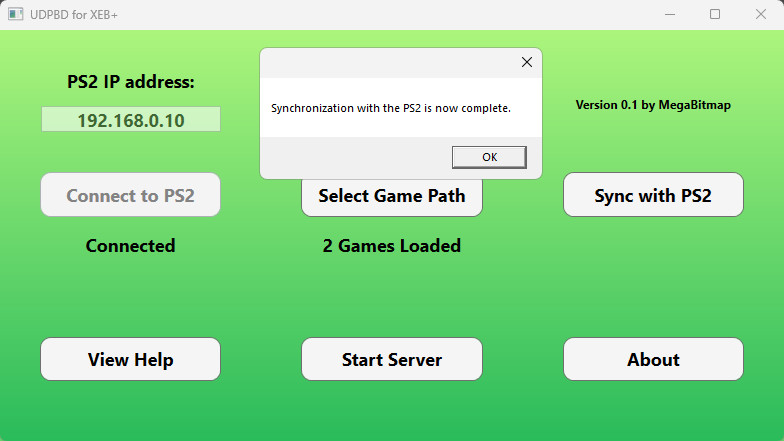 UDPBD for XEB+
PS2 IP address:
192.168.0.10
Synchronization with the PS2 is now complete.
OK
Version 0.1 by MegaBitmap
Connect to PS2
Select Game Path
Sync with PS2
Connected
2 Games Loaded
View Help
Start Server
About